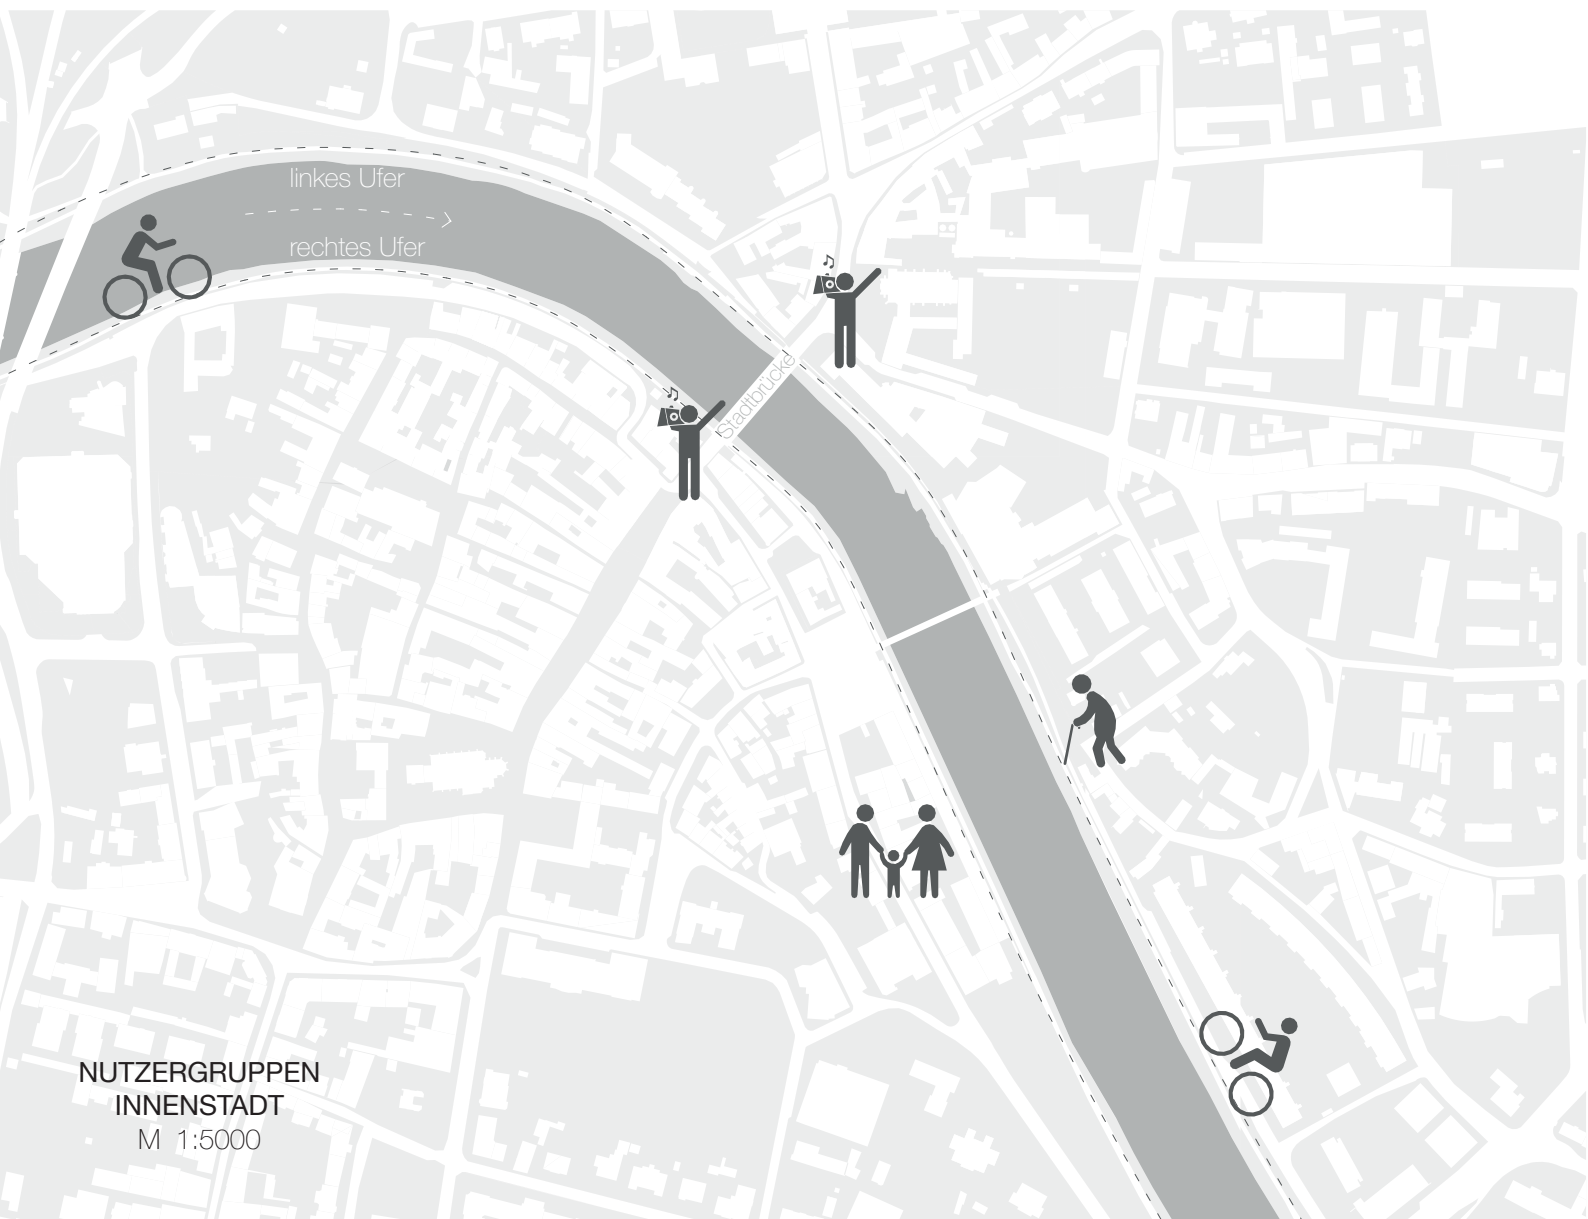 linkes Ufer
rechtes Ufer
Stadtbrücke
NUTZERGRUPPEN
INNENSTADT
M 1:5000